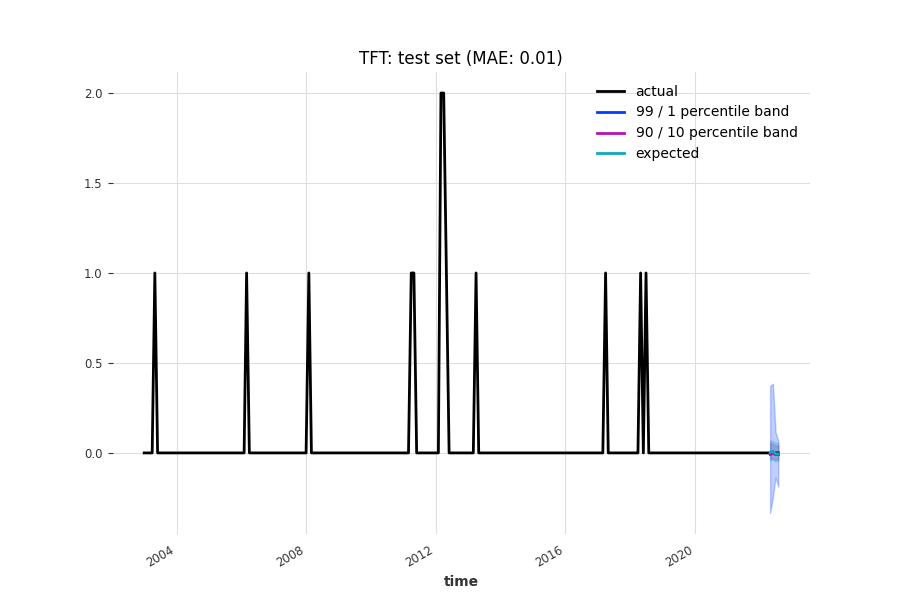 TFT: test set (MAE: 0.01)
actual
99 / 1 percentile band
90 / 10 percentile band
expected
2.0
1.5
1.0
0.5
0.0
2004
2008
2012
2016
2020
time